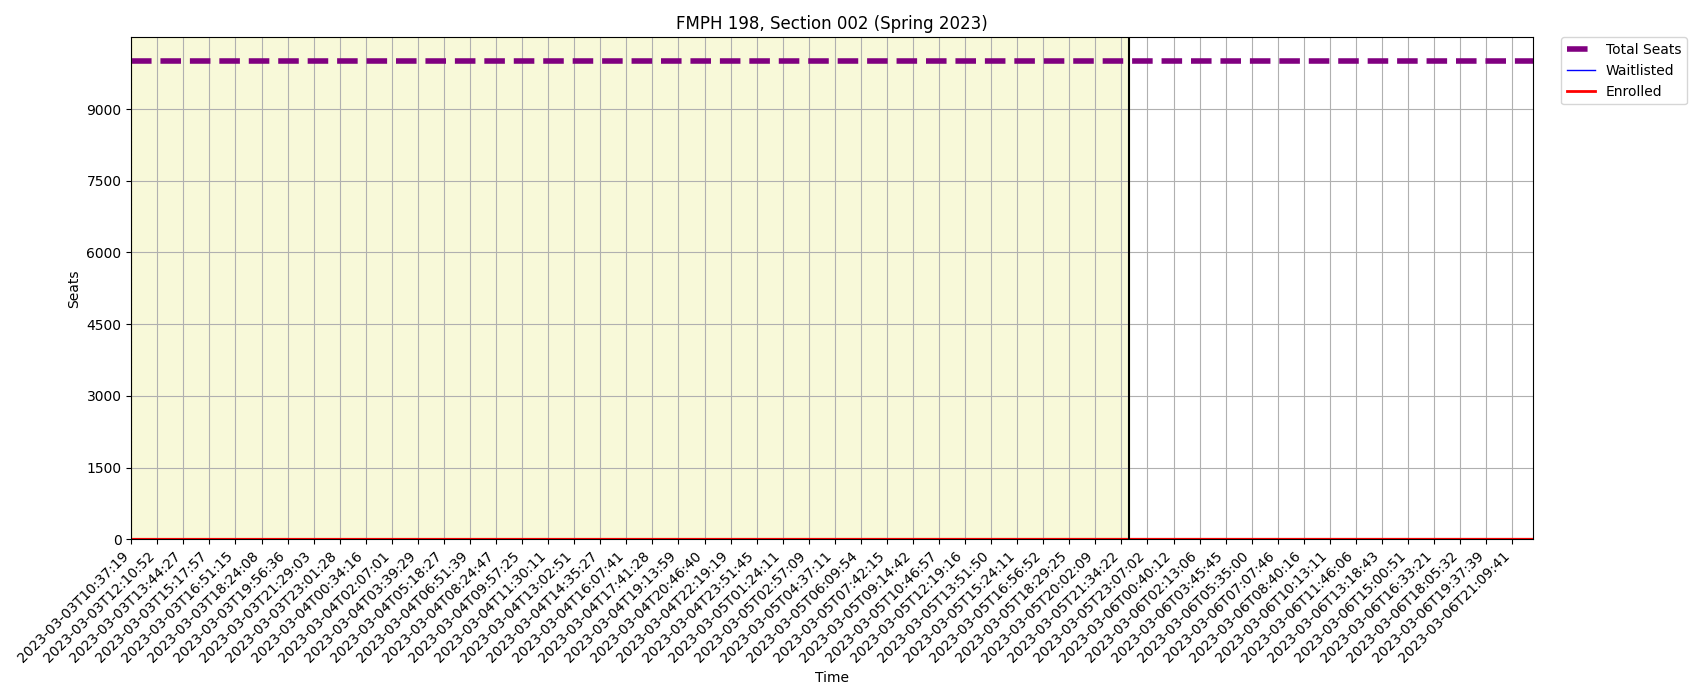 FMPH 198, Section 002 (Spring 2023)
Total Seats
Waitlisted
Enrolled
Seats
9000
7500
6000
4500
3000
1500
0
2023-03-03T10:37:19
2023-03-03T12:10:52
2023-03-03T13:44:27
2023-03-03T15:17:57
2023-03-03T16:51:15
2023-03-03T18:24:08
2023-03-03T19:56:36
2023-03-03T21:29:03
2023-03-03T23:01:28
2023-03-04T00:34:16
2023-03-04T02:07:01
2023-03-04T03:39:29
2023-03-04T05:18:27
2023-03-04T06:51:39
2023-03-04T08:24:47
2023-03-04T09:57:25
2023-03-04T11:30:11
2023-03-04T13:02:51
2023-03-04T14:35:27
2023-03-04T16:07:41
2023-03-04T17:41:28
2023-03-04T19:13:59
2023-03-04T20:46:40
2023-03-04T22:19:19
2023-03-04T23:51:45
2023-03-05T01:24:11
2023-03-05T02:57:09
2023-03-05T04:37:11
2023-03-05T06:09:54
2023-03-05T07:42:15
2023-03-05T09:14:42
2023-03-05T10:46:57
2023-03-05T12:19:16
2023-03-05T13:51:50
2023-03-05T15:24:11
2023-03-05T16:56:52
2023-03-05T18:29:25
2023-03-05T20:02:09
2023-03-05T21:34:22
2023-03-05T23:07:02
2023-03-06T00:40:12
2023-03-06T02:13:06
2023-03-06T03:45:45
2023-03-06T05:35:00
2023-03-06T07:07:46
2023-03-06T08:40:16
2023-03-06T10:13:11
2023-03-06T11:46:06
2023-03-06T13:18:43
2023-03-06T15:00:51
2023-03-06T16:33:21
2023-03-06T18:05:32
2023-03-06T19:37:39
2023-03-06T21:09:41
Time